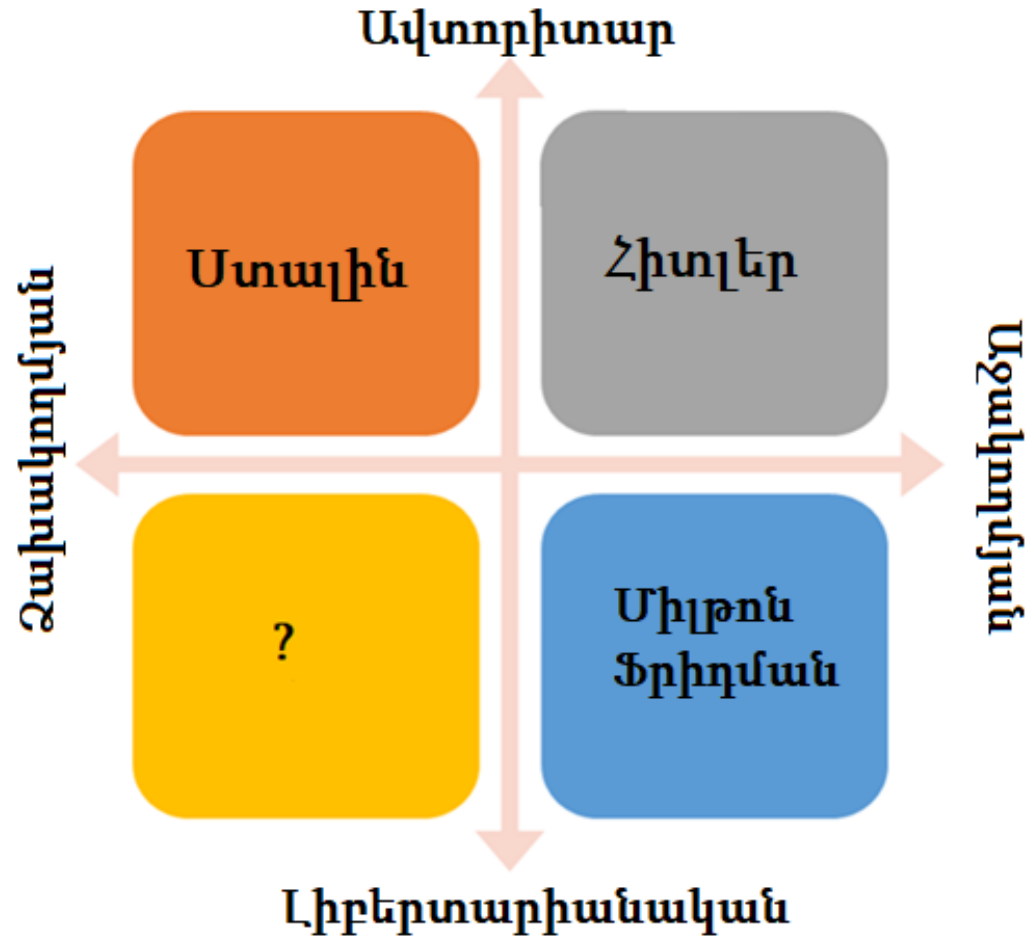 Ավտորիտար
Ստալին
Հիտլեր
Ձախակողմյան
Աջակողմյան
?
Միլթոն
Ֆրիդման
Լիբերտարիանական